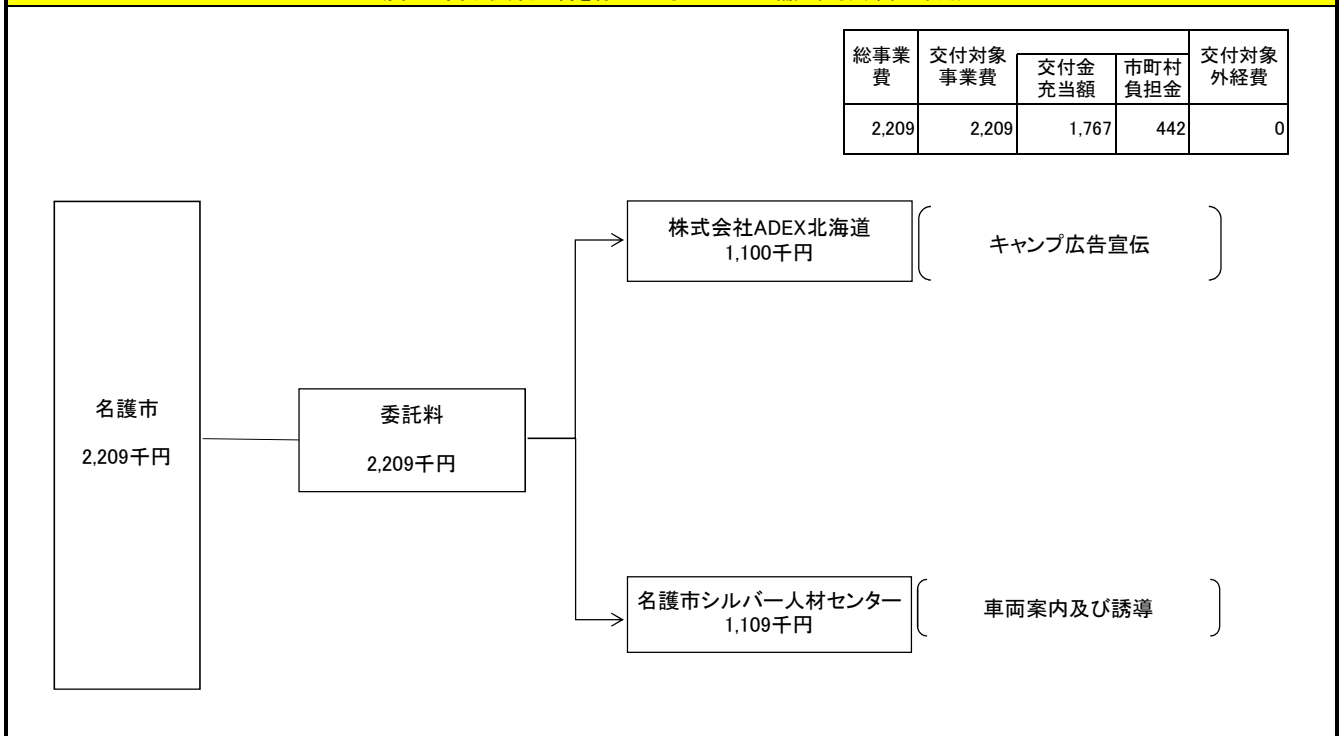 総事業
費
交付対象
事業費
交付金
充当額
市町村
負担金
交付対象
外経費
2,209
2,209
1,767
442
0
株式会社ADEX北海道
1,100千円
キャンプ広告宣伝
名護市
2,209千円
委託料
2,209千円
名護市シルバー人材センター
1,109千円
車両案内及び誘導